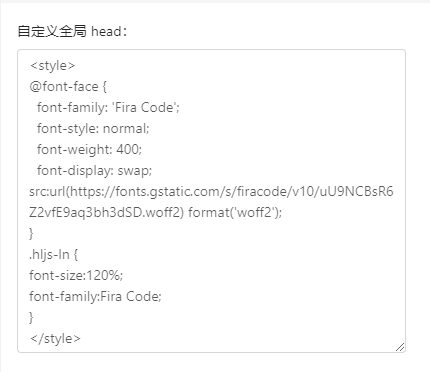 自定义全局 head：
<style>
@font-face {
  font-family: 'Fira Code';
  font-style: normal;
  font-weight: 400;
  font-display: swap;
src:url(https://fonts.gstatic.com/s/firacode/v10/uU9NCBsR6
Z2vfE9aq3bh3dSD.woff2) format('woff2');
}
.hljs-ln {
font-size:120%;
font-family:Fira Code;
}
</style>